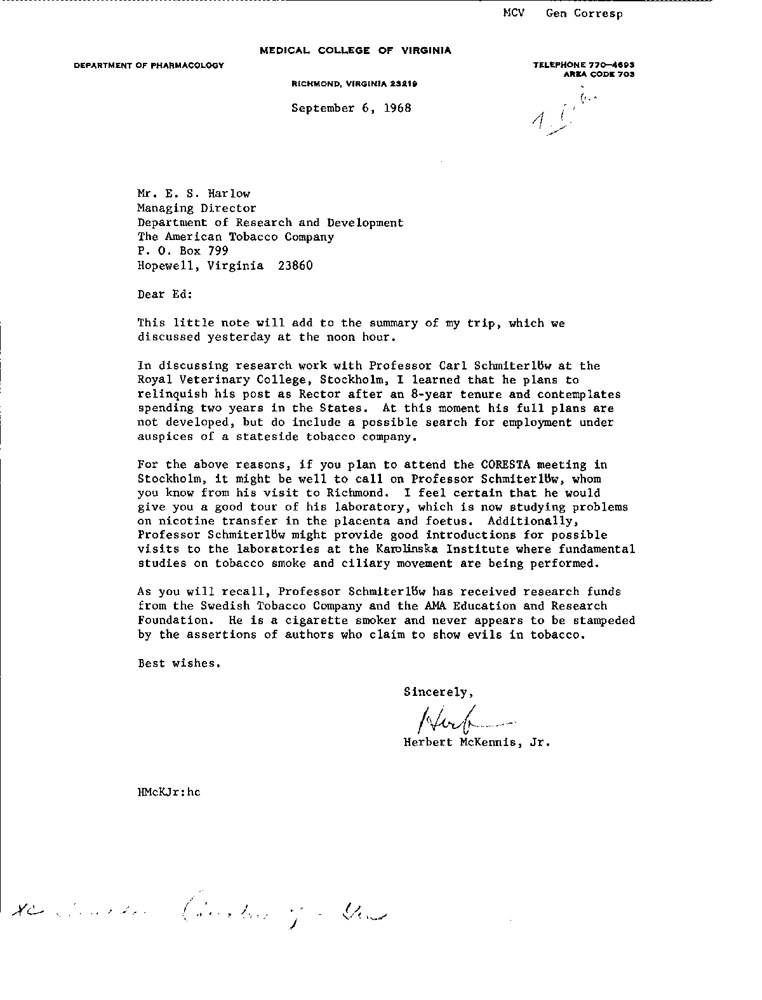 MCV Gen Corresp
MEDICAL COLLEGE OF VIRGINIA
DEPARTMENT OF PHARMACOLOGY
TELEPHONE 770-4693
AREA CODE 703
RICHMOND, VIRGINIA 23219
September 6, 1968
Mr. E. S. Harlow
Managing Director
Department of Research and Development
The American Tobacco Company
P. O. Box 799
Hopewell, Virginia 23860
Dear Ed:
This little note will add to the summary of my trip, which we
discussed yesterday at the noon hour.
In discussing research work with Professor Carl Schmiterlöw at the
Royal Veterinary College, Stockholm, I learned that he plans to
relinquish his post as Rector after an 8-year tenure and contemplates
spending two years in the States. At this moment his full plans are
not developed, but do include a possible search for employment under
auspices of a stateside tobacco company.
For the above reasons, if you plan to attend the CORESTA meeting in
Stockholm, it might be well to call on Professor Schmiterlöw, whom
you know from his visit to Richmond. I feel certain that he would
give you a good tour of his laboratory, which is now studying problems
on nicotine transfer in the placenta and foetus. Additionally,
Professor Schmiterlöw might provide good introductions for possible
visits to the laboratories at the Karolinska Institute where fundamental
studies on tobacco smoke and ciliary movement are being performed.
As you will recall, Professor Schmiterlöw has received research funds
from the Swedish Tobacco Company and the AMA Education and Research
Foundation. He is a cigarette smoker and never appears to be stampeded
by the assertions of authors who claim to show evils in tobacco.
Best wishes.
Sincerely,
Herb
Herbert McKennis, Jr.
HMcKJr:hc
xc